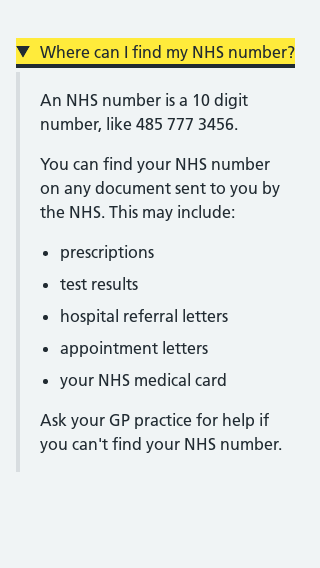 Where can I find my NHS number?
An NHS number is a 10 digit
number, like 485 777 3456.
You can find your NHS number
on any document sent to you by
the NHS. This may include:
prescriptions
test results
hospital referral letters
appointment letters
your NHS medical card
Ask your GP practice for help if
you can't find your NHS number.